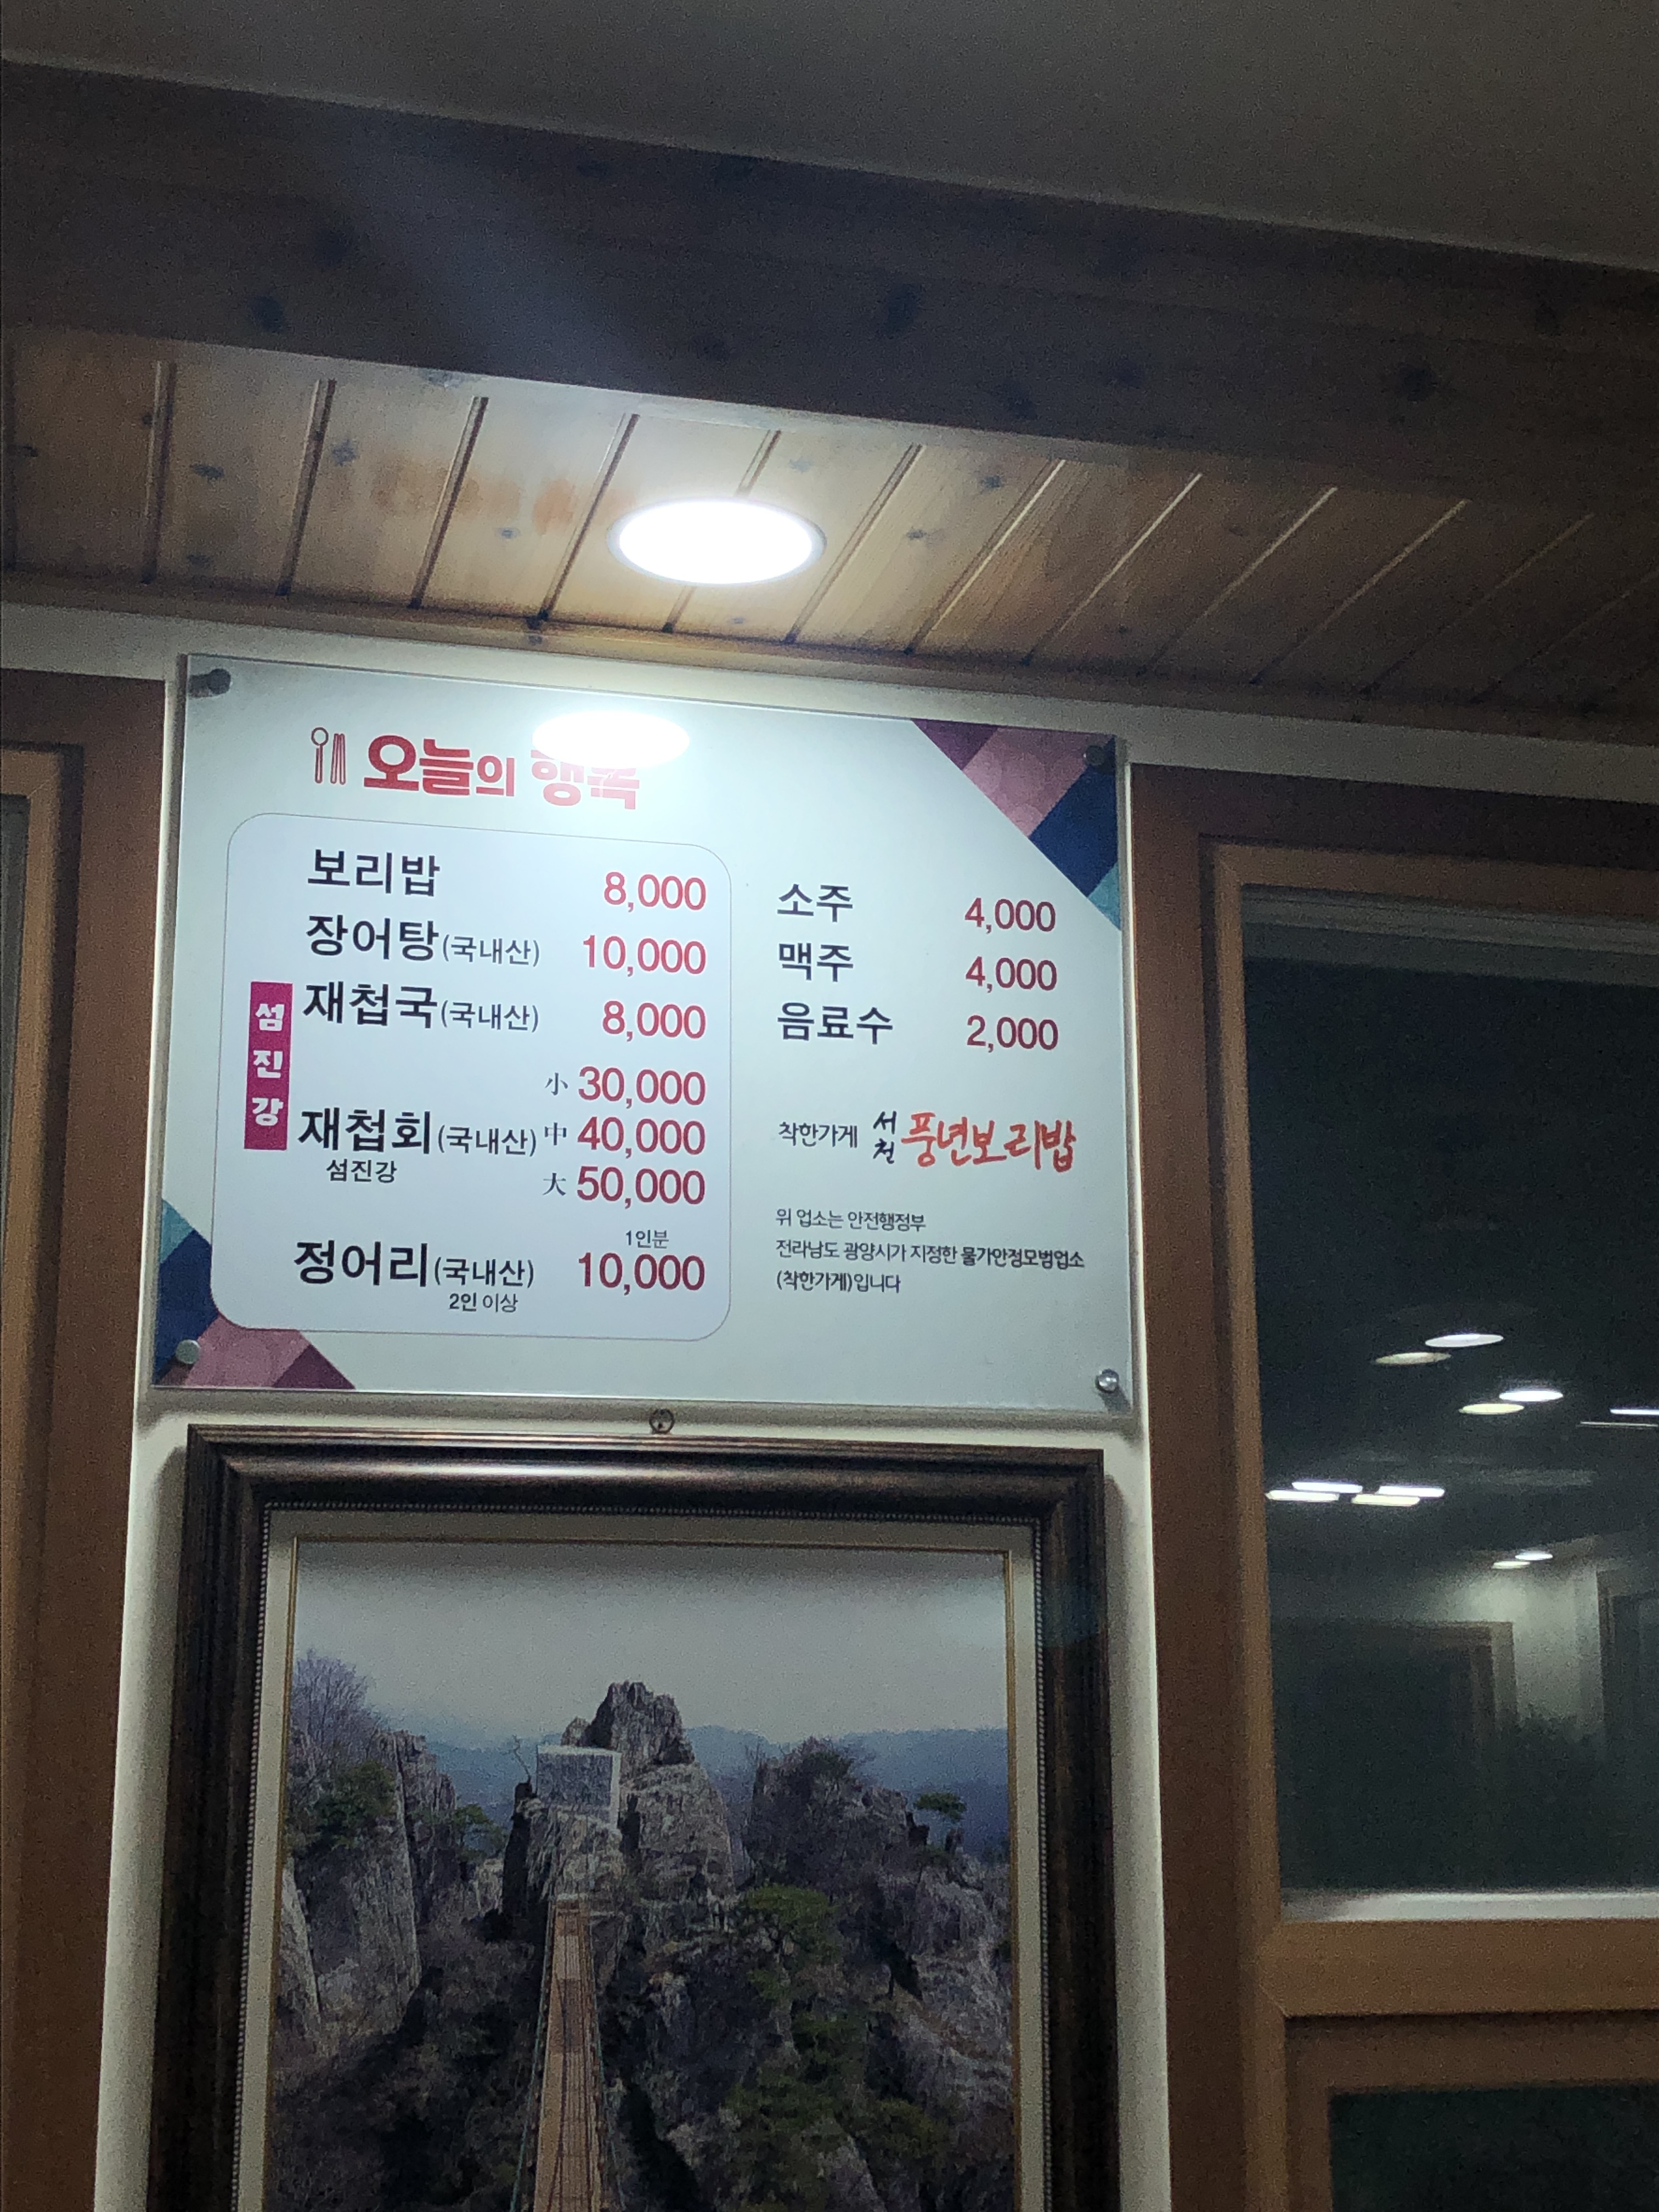 오늘의 행복
보리밥 8,000
장어탕(국내산) 10,000
섬진강
재첩국(국내산) 8,000
小 30,000
재첩회(국내산) 中 40,000
섬진강
大 50,000
1인분
정어리(국내산) 10,000
2인 이상
소주 4,000
맥주 4,000
음료수 2,000
착한가게 서천 풍년보리밥
위 업소는 안전행정부
전라남도 광양시가 지정한 물가안정모범업소
(착한가게)입니다